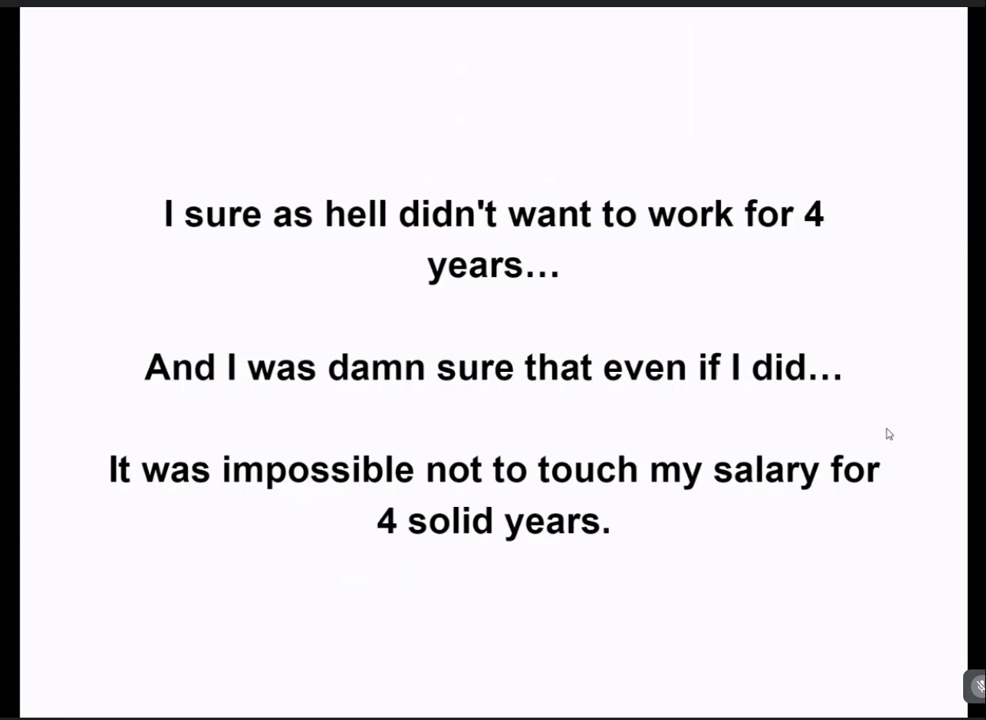 I sure as hell didn't want to work for 4
years…
And I was damn sure that even if I did…
It was impossible not to touch my salary for
4 solid years.